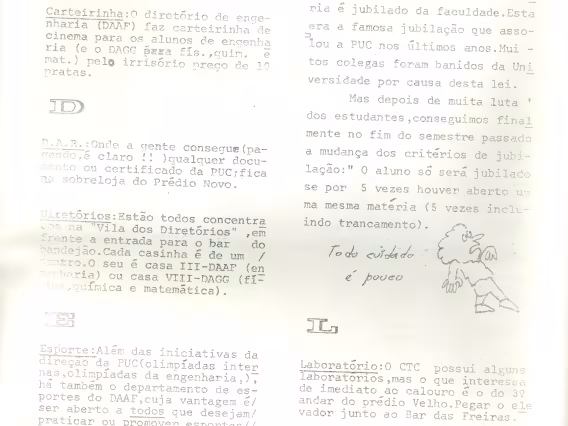 Carteirinha:O diretório de enge-
nharia (DAAF) faz carteirinha de
cinema para os alunos de engenha
ria (e o DAGG para fís.,quim. e
mat.) pelo irrisório preço de 10
pratas.
D
D.A.R.:Onde a gente consegue(pa-
gando,é claro !! )qualquer docu-
mento ou certificado da PUC;fica
na sobreloja do Prédio Novo.
Diretórios:Estão todos concentra
dos na "Vila dos Diretórios" ,em
frente a entrada para o bar do
bandejão.Cada casinha é de um /
centro.O seu é casa III-DAAF (en
genharia) ou casa VIII-DAGG (fí-
sica,química e matemática).
E
Esporte:Além das iniciativas da
direção da PUC(olimpíadas inter
nas,olimpíadas da engenharia,),
há também o departamento de es-
portes do DAAF,cuja vantagem é/
ser aberto a todos que desejam/
praticar ou promover esportes//
ria é jubilado da faculdade.Esta
era a famosa jubilação que asso-
lou a PUC nos últimos anos.Mui -
tos colegas foram banidos da Uni
versidade por causa desta lei.
Mas depois de muita luta '
dos estudantes,conseguimos final
mente no fim do semestre passado
a mudança dos critérios de jubi-
lação:" O aluno só será jubilado
se por 5 vezes houver aberto u
ma mesma matéria (5 vezes inclu-
indo trancamento).
Todo cuidado
é pouco
L
Laboratório:O CTC possui alguns
laboratórios,mas o que interessa
de imediato ao calouro é o do 3º
andar do prédio Velho.Pegar o ele
vador junto ao Bar das Freiras.